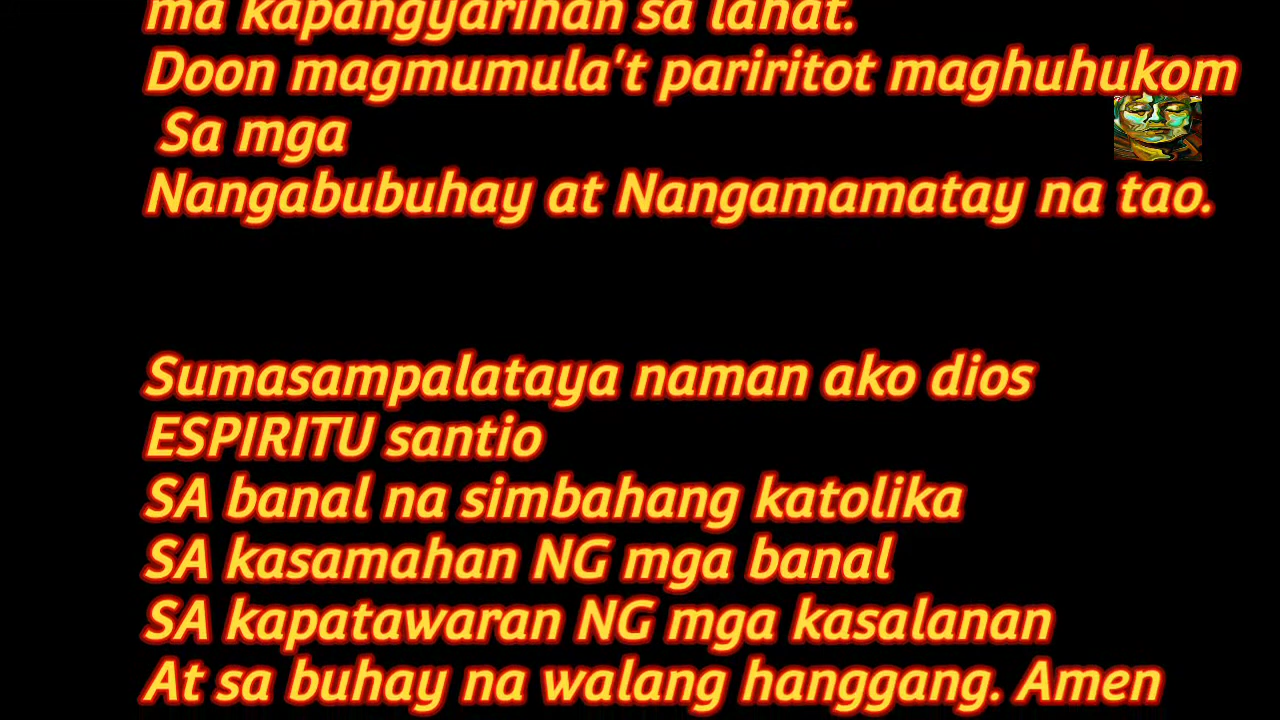 ma kapangyarihan sa lahat.
Doon magmumula't pariritot maghuhukom
Sa mga
Nangabubuhay at Nangamamatay na tao.
Sumasampalataya naman ako dios
ESPIRITU santio
SA banal na simbahang katolika
SA kasamahan NG mga banal
SA kapatawaran NG mga kasalanan
At sa buhay na walang hanggang. Amen